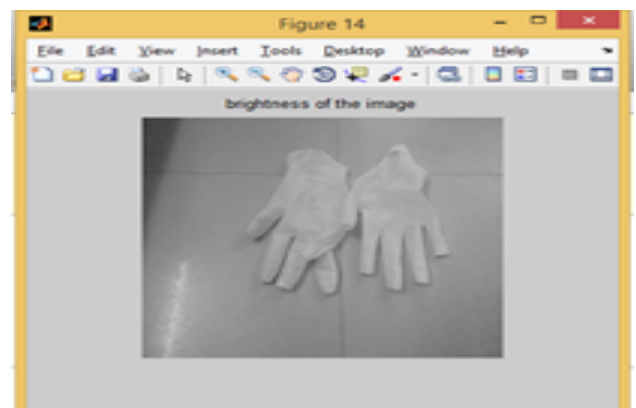 Figure 14
File Edit View Insert Tools Desktop Window Help
brightness of the image